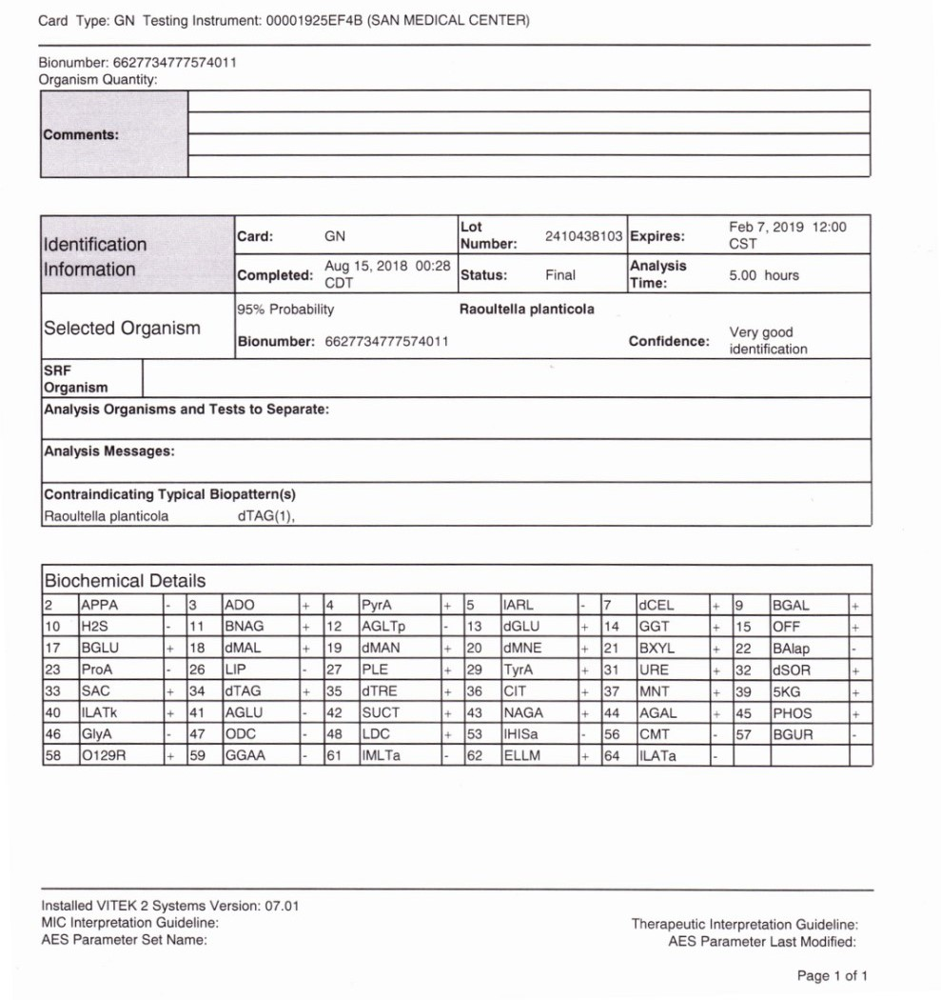 Card Type: GN Testing Instrument: 00001925EF4B (SAN MEDICAL CENTER)
Bionumber: 6627734777574011
Organism Quantity:
Comments:
Identification Information
Card: GN
Lot Number: 2410438103
Expires: Feb 7, 2019 12:00 CST
Completed: Aug 15, 2018 00:28 CDT
Status: Final
Analysis Time: 5.00 hours
Selected Organism
95% Probability Raoultella planticola
Bionumber: 6627734777574011 Confidence: Very good identification
SRF Organism
Analysis Organisms and Tests to Separate:
Analysis Messages:
Contraindicating Typical Biopattern(s)
Raoultella planticola dTAG(1),
Biochemical Details
2 APPA - 3 ADO + 4 PyrA + 5 lARL - 7 dCEL + 9 BGAL +
10 H2S - 11 BNAG + 12 AGLTp - 13 dGLU + 14 GGT + 15 OFF +
17 BGLU + 18 dMAL + 19 dMAN + 20 dMNE + 21 BXYL + 22 BAlap -
23 ProA - 26 LIP - 27 PLE + 29 TyrA + 31 URE + 32 dSOR +
33 SAC + 34 dTAG + 35 dTRE + 36 CIT + 37 MNT + 39 5KG +
40 lLATk + 41 AGLU - 42 SUCT + 43 NAGA + 44 AGAL + 45 PHOS +
46 GlyA - 47 ODC - 48 LDC + 53 lHISa - 56 CMT - 57 BGUR -
58 O129R + 59 GGAA - 61 lMLTa - 62 ELLM + 64 lLATa -
Installed VITEK 2 Systems Version: 07.01
MIC Interpretation Guideline:
Therapeutic Interpretation Guideline:
AES Parameter Set Name:
AES Parameter Last Modified:
Page 1 of 1